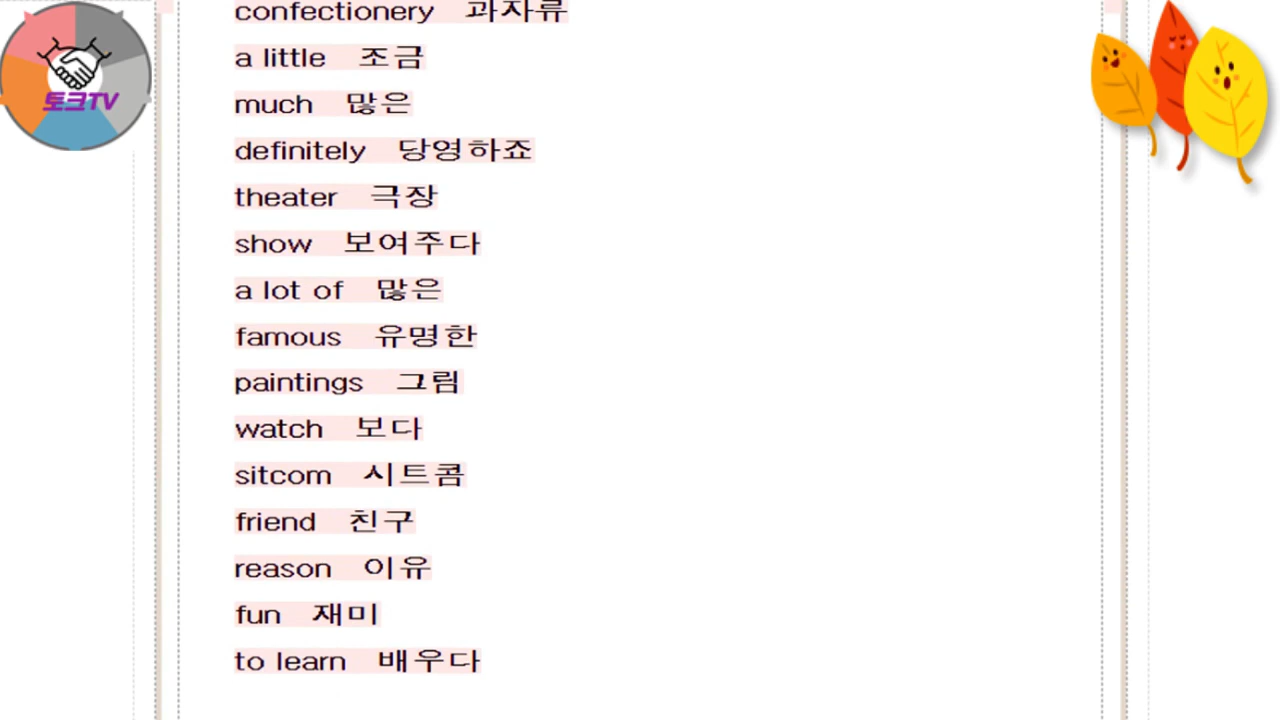 confectionery 과자류
a little 조금
much 많은
definitely 당영하죠
theater 극장
show 보여주다
a lot of 많은
famous 유명한
paintings 그림
watch 보다
sitcom 시트콤
friend 친구
reason 이유
fun 재미
to learn 배우다
토크TV